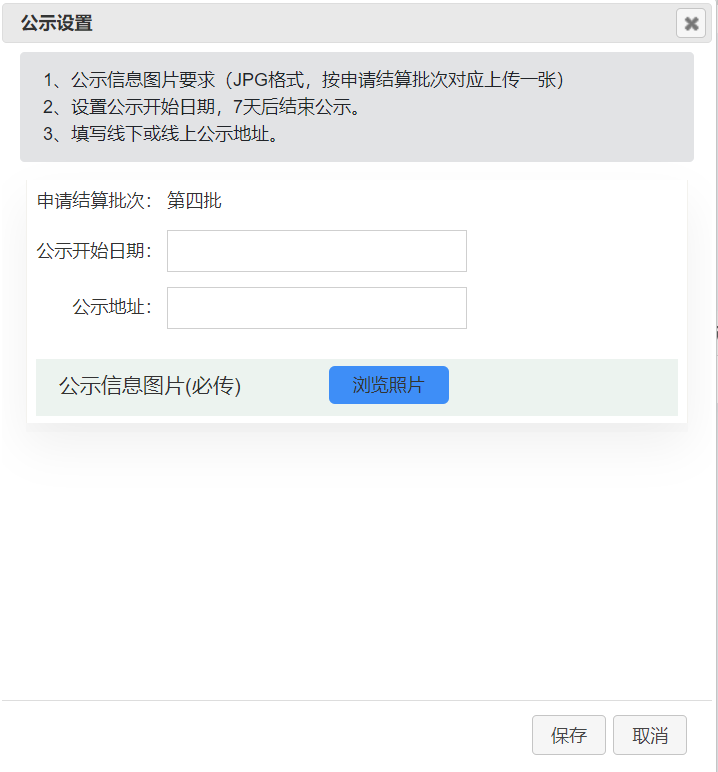 公示设置
1、公示信息图片要求（JPG格式，按申请结算批次对应上传一张）
2、设置公示开始日期，7天后结束公示。
3、填写线下或线上公示地址。
申请结算批次： 第四批
公示开始日期：
公示地址：
公示信息图片(必传) 浏览照片
保存 取消